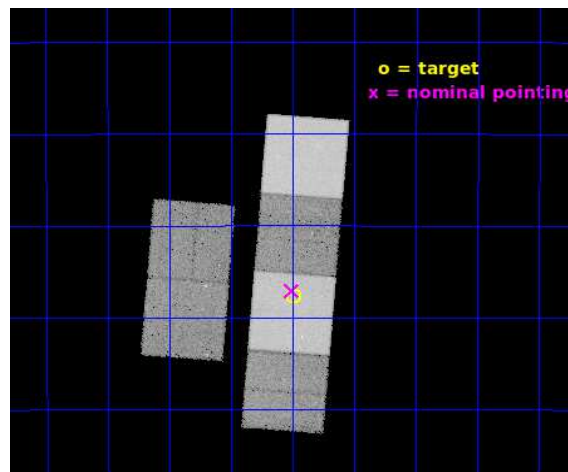 o = target
x = nominal pointing